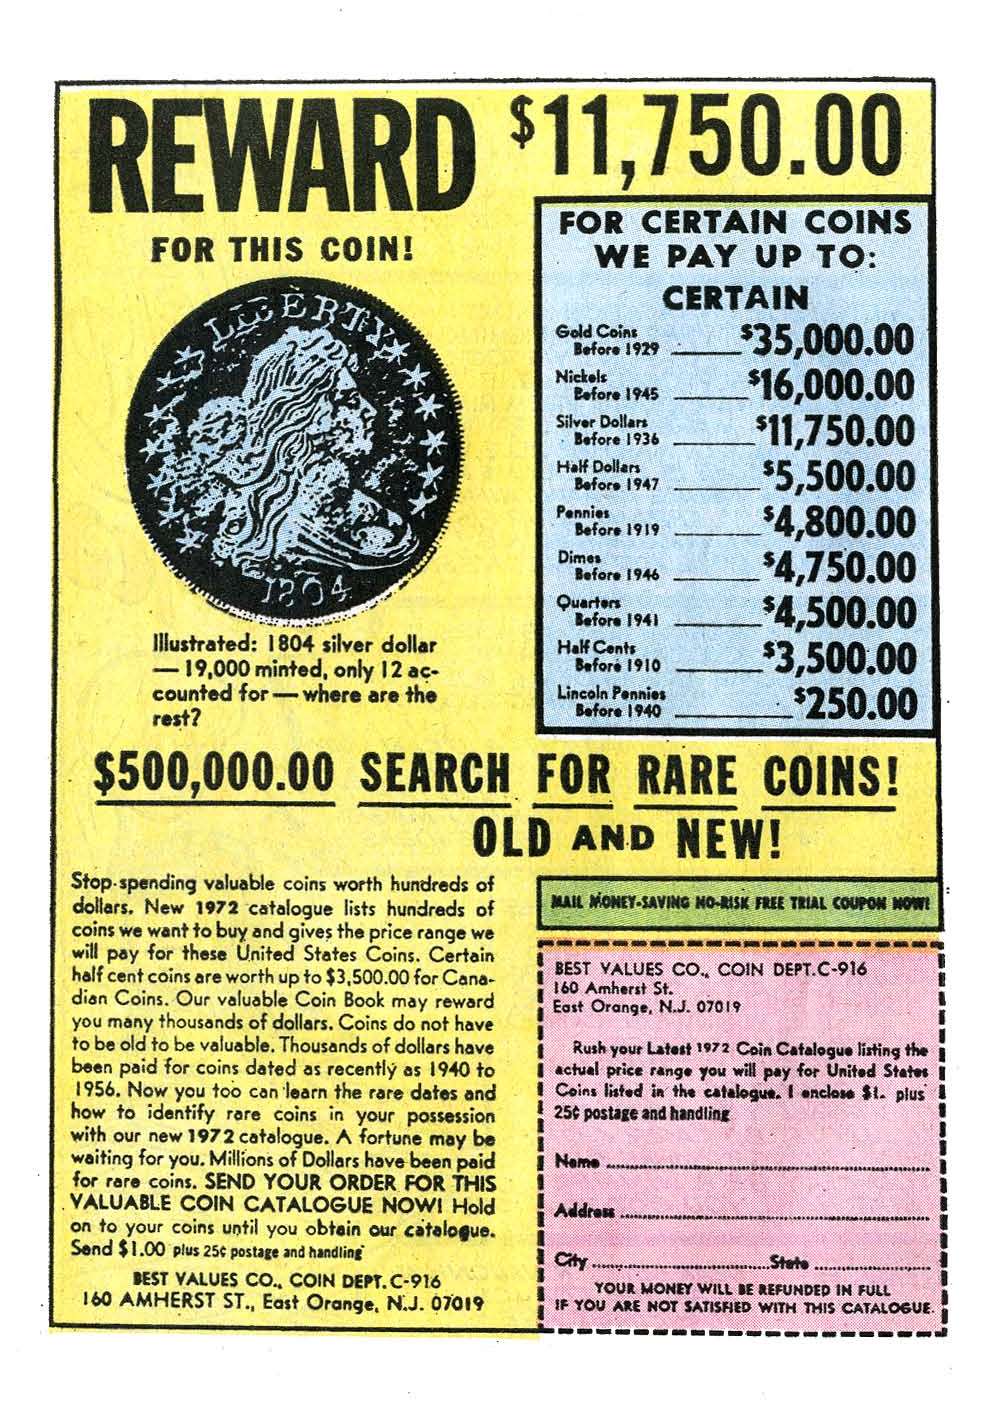 REWARD $11,750.00
FOR THIS COIN!
LIBERTY
1804
Illustrated: 1804 silver dollar
— 19,000 minted, only 12 ac-
counted for — where are the
rest?
FOR CERTAIN COINS
WE PAY UP TO:
CERTAIN
Gold Coins
Before 1929 $35,000.00
Nickels
Before 1945 $16,000.00
Silver Dollars
Before 1936 $11,750.00
Half Dollars
Before 1947 $5,500.00
Pennies
Before 1919 $4,800.00
Dimes
Before 1946 $4,750.00
Quarters
Before 1941 $4,500.00
Half Cents
Before 1910 $3,500.00
Lincoln Pennies
Before 1940 $250.00
$500,000.00 SEARCH FOR RARE COINS!
OLD AND NEW!
Stop spending valuable coins worth hundreds of
dollars. New 1972 catalogue lists hundreds of
coins we want to buy and gives the price range we
will pay for these United States Coins. Certain
half cent coins are worth up to $3,500.00 for Cana-
dian Coins. Our valuable Coin Book may reward
you many thousands of dollars. Coins do not have
to be old to be valuable. Thousands of dollars have
been paid for coins dated as recently as 1940 to
1956. Now you too can learn the rare dates and
how to identify rare coins in your possession
with our new 1972 catalogue. A fortune may be
waiting for you. Millions of Dollars have been paid
for rare coins. SEND YOUR ORDER FOR THIS
VALUABLE COIN CATALOGUE NOW! Hold
on to your coins until you obtain our catalogue.
Send $1.00 plus 25¢ postage and handling
BEST VALUES CO., COIN DEPT. C-916
160 AMHERST ST., East Orange, N.J. 07019
MAIL MONEY-SAVING NO-RISK FREE TRIAL COUPON NOW!
BEST VALUES CO., COIN DEPT. C-916
160 Amherst St.
East Orange, N.J. 07019
Rush your Latest 1972 Coin Catalogue listing the
actual price range you will pay for United States
Coins listed in the catalogue. I enclose $1. plus
25¢ postage and handling
Name
Address
City State
YOUR MONEY WILL BE REFUNDED IN FULL
IF YOU ARE NOT SATISFIED WITH THIS CATALOGUE.